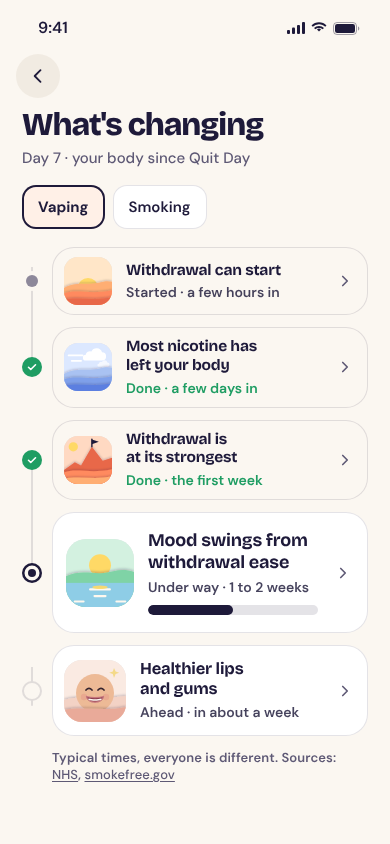 9:41
What's changing
Day 7 · your body since Quit Day
Vaping
Smoking
Withdrawal can start
Started · a few hours in
Most nicotine has
left your body
Done · a few days in
Withdrawal is
at its strongest
Done · the first week
Mood swings from
withdrawal ease
Under way · 1 to 2 weeks
Healthier lips
and gums
Ahead · in about a week
Typical times, everyone is different. Sources:
NHS, smokefree.gov